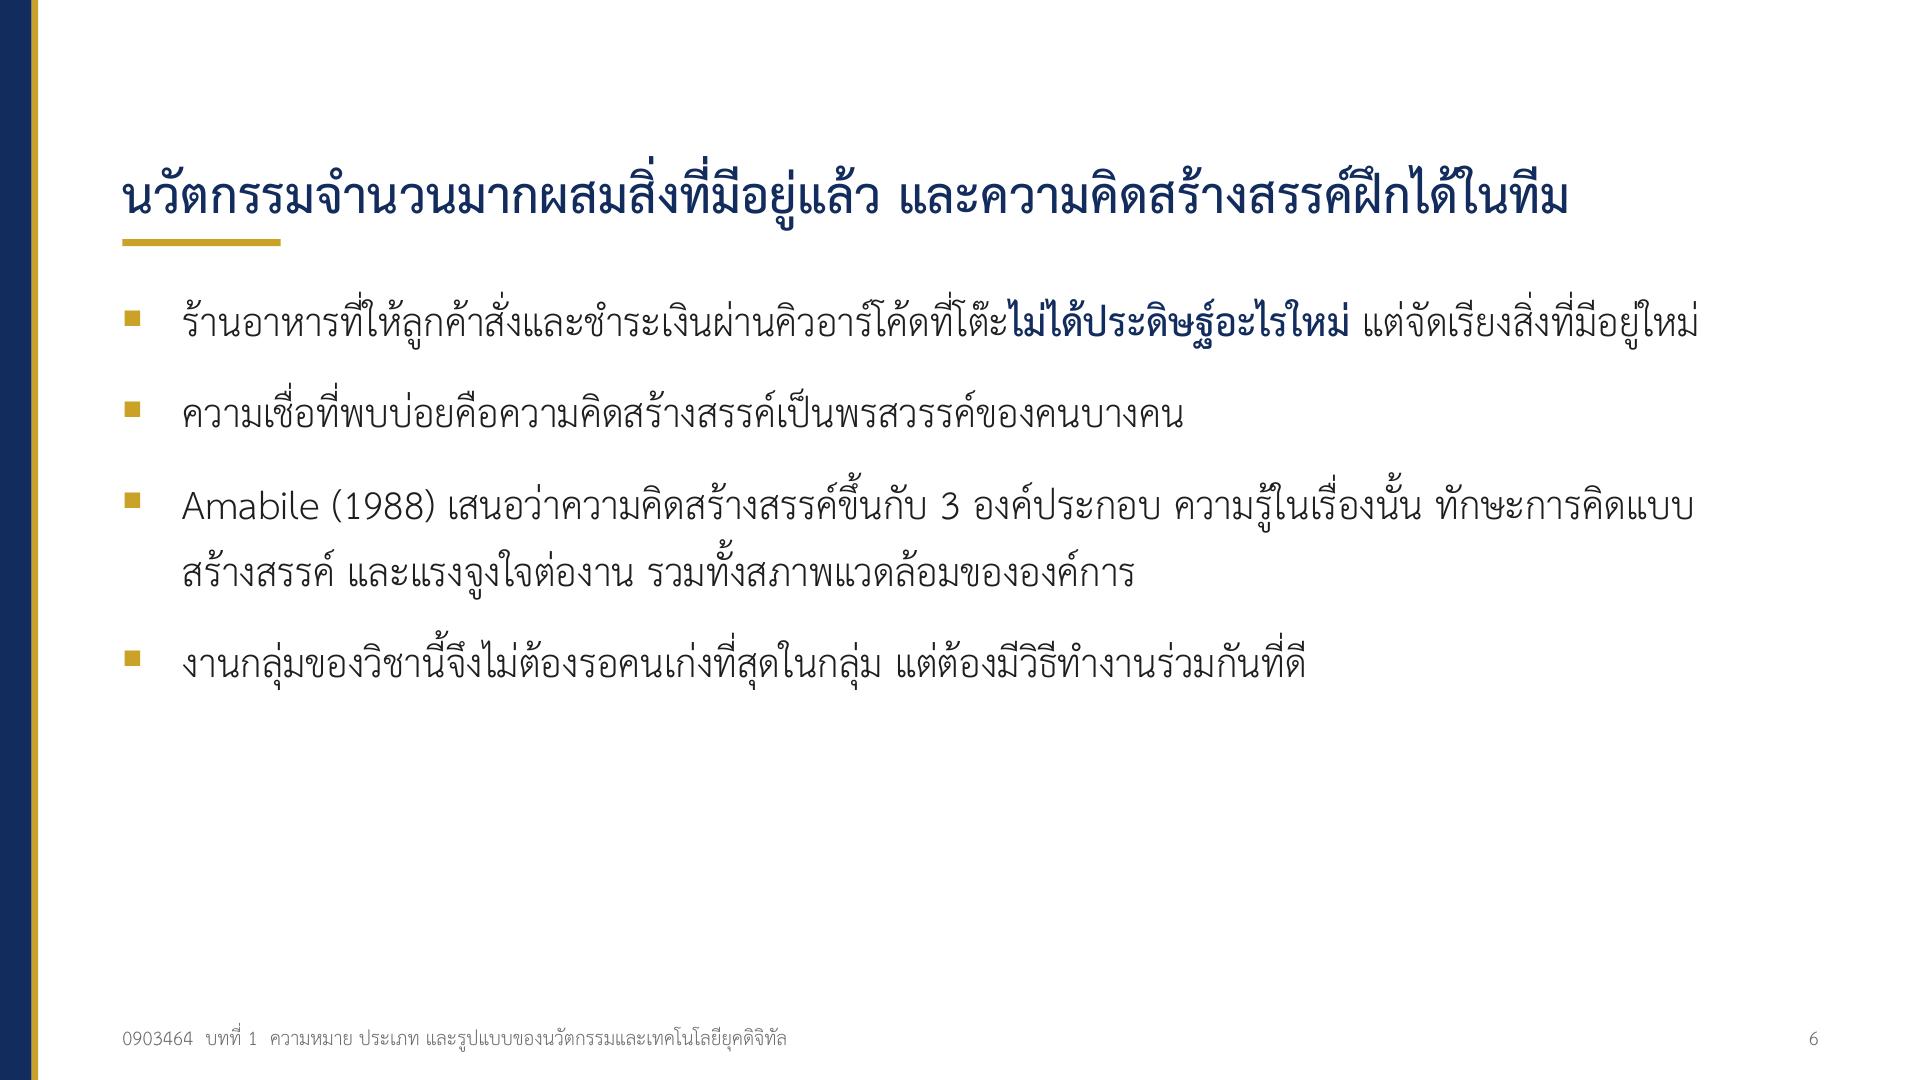 นวัตกรรมจำนวนมากผสมสิ่งที่มีอยู่แล้ว และความคิดสร้างสรรค์ฝึกได้ในทีม
ร้านอาหารที่ให้ลูกค้าสั่งและชำระเงินผ่านคิวอาร์โค้ดที่โต๊ะไม่ได้ประดิษฐ์อะไรใหม่ แต่จัดเรียงสิ่งที่มีอยู่ใหม่
ความเชื่อที่พบบ่อยคือความคิดสร้างสรรค์เป็นพรสวรรค์ของคนบางคน
Amabile (1988) เสนอว่าความคิดสร้างสรรค์ขึ้นกับ 3 องค์ประกอบ ความรู้ในเรื่องนั้น ทักษะการคิดแบบ
สร้างสรรค์ และแรงจูงใจต่องาน รวมทั้งสภาพแวดล้อมขององค์การ
งานกลุ่มของวิชานี้จึงไม่ต้องรอคนเก่งที่สุดในกลุ่ม แต่ต้องมีวิธีทำงานร่วมกันที่ดี
0903464 บทที่ 1 ความหมาย ประเภท และรูปแบบของนวัตกรรมและเทคโนโลยียุคดิจิทัล
6